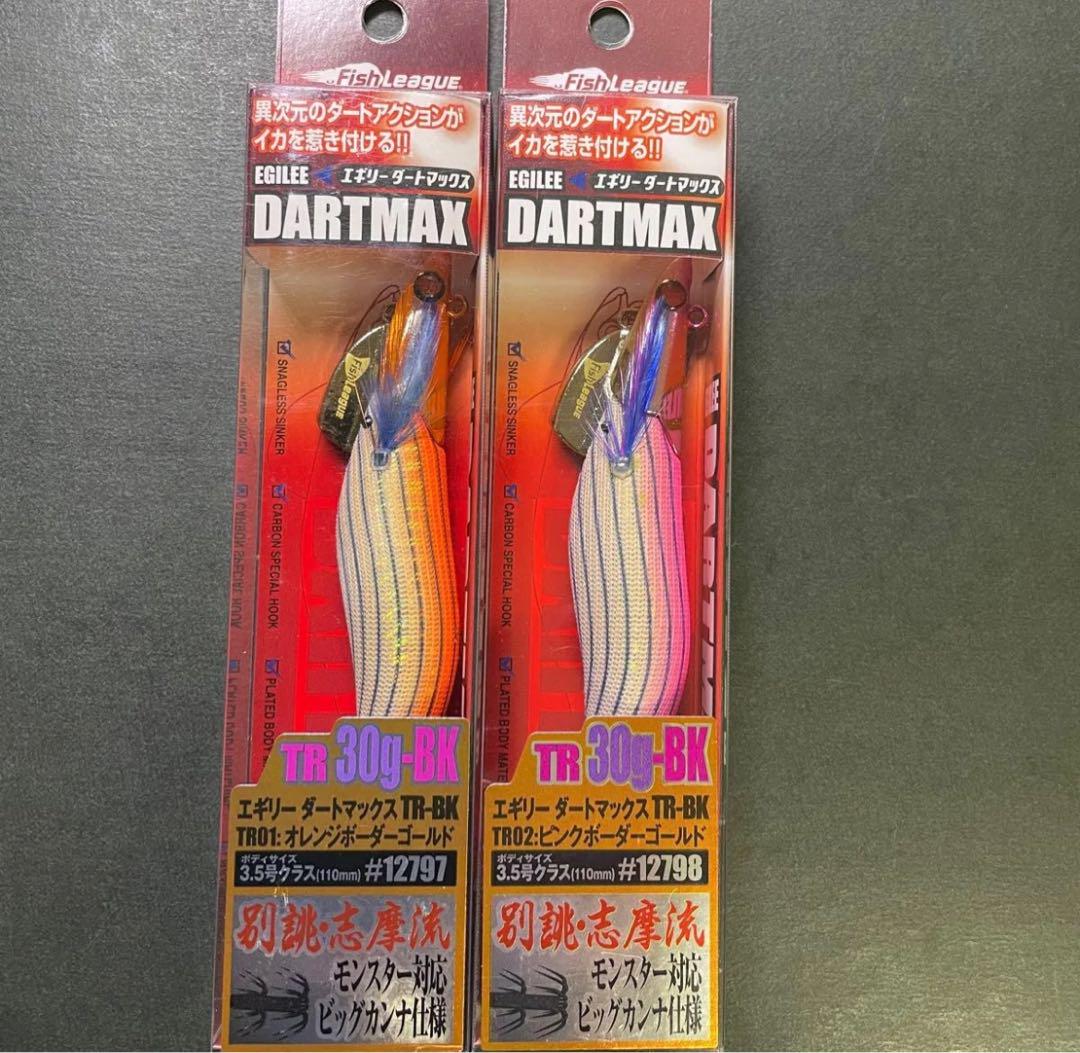 FishLeague
異次元のダートアクションが
イカを惹き付ける!!
EGILEE エギリーダートマックス
DARTMAX
FishLeague
SNAGLESS SINKER
CARBON SPECIAL HOOK
PLATED BODY MATE
TR 30g-BK
エギリー ダートマックス TR-BK
TR01:オレンジボーダーゴールド
ボディサイズ
3.5号クラス(110mm) #12797
別誂・志摩流
モンスター対応
ビッグカンナ仕様
FishLeague
異次元のダートアクションが
イカを惹き付ける!!
EGILEE エギリーダートマックス
DARTMAX
FishLeague
SNAGLESS SINKER
CARBON SPECIAL HOOK
PLATED BODY MATE
DARTM
TR 30g-BK
エギリー ダートマックス TR-BK
TR02:ピンクボーダーゴールド
ボディサイズ
3.5号クラス(110mm) #12798
別誂・志摩流
モンスター対応
ビッグカンナ仕様